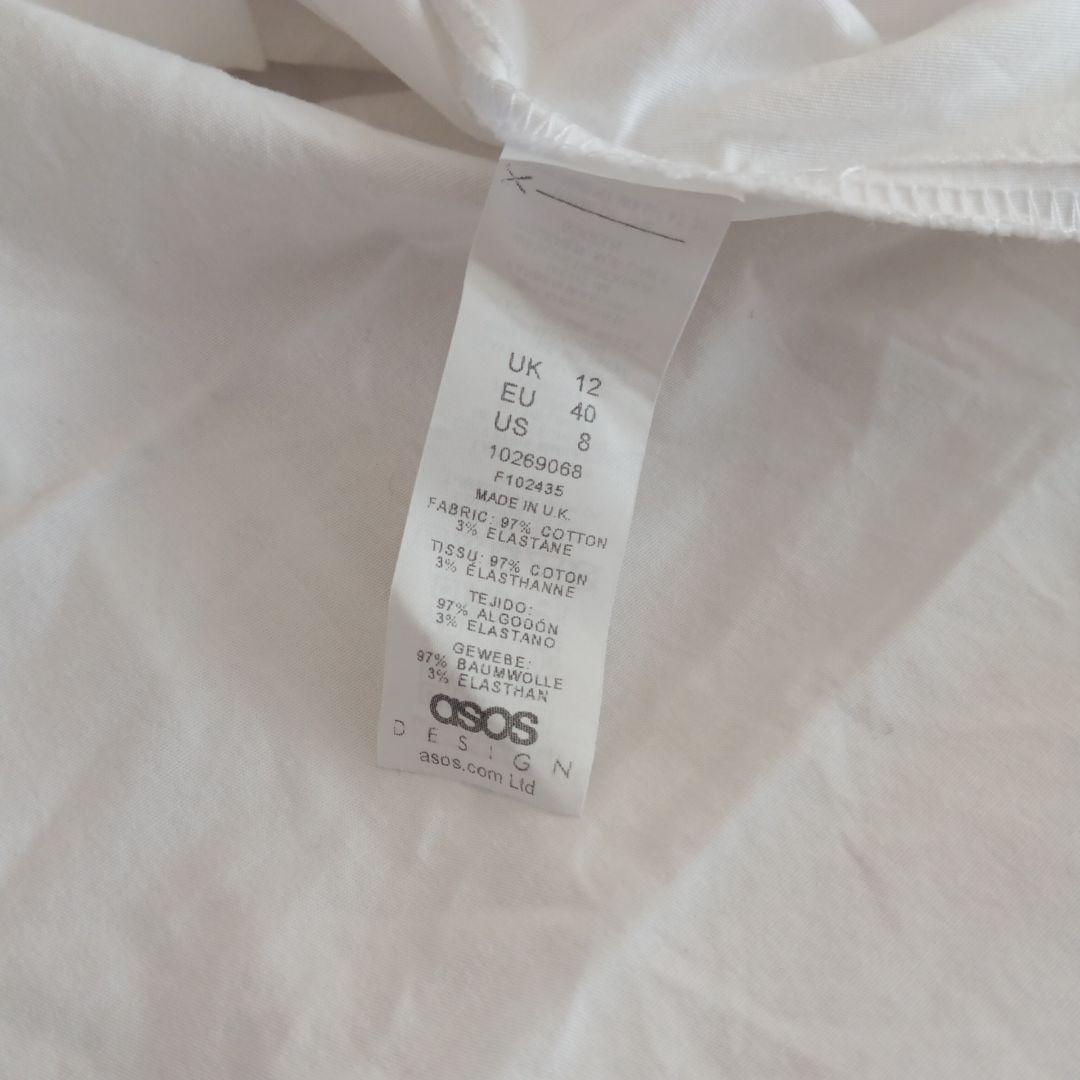 UK 12
EU 40
US 8
10269068
F102435
MADE IN U.K.
FABRIC: 97% COTTON
3% ELASTANE
TISSU: 97% COTON
3% ELASTHANNE
TEJIDO:
97% ALGODÓN
3% ELASTANO
GEWEBE:
97% BAUMWOLLE
3% ELASTHAN
asos
DESIGN
asos.com Ltd